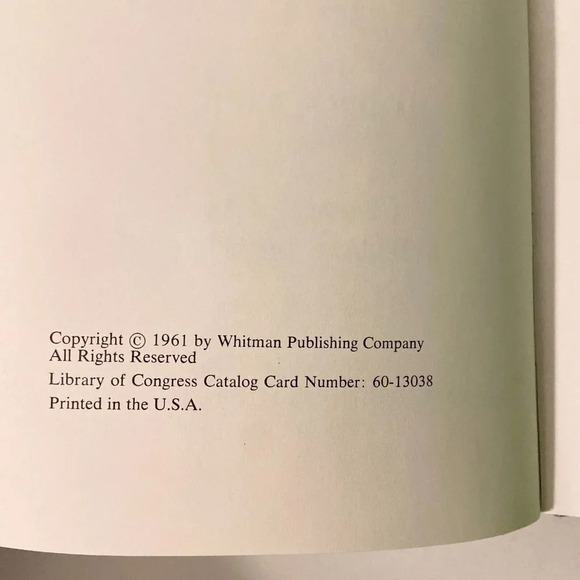 Copyright © 1961 by Whitman Publishing Company
All Rights Reserved
Library of Congress Catalog Card Number: 60-13038
Printed in the U.S.A.